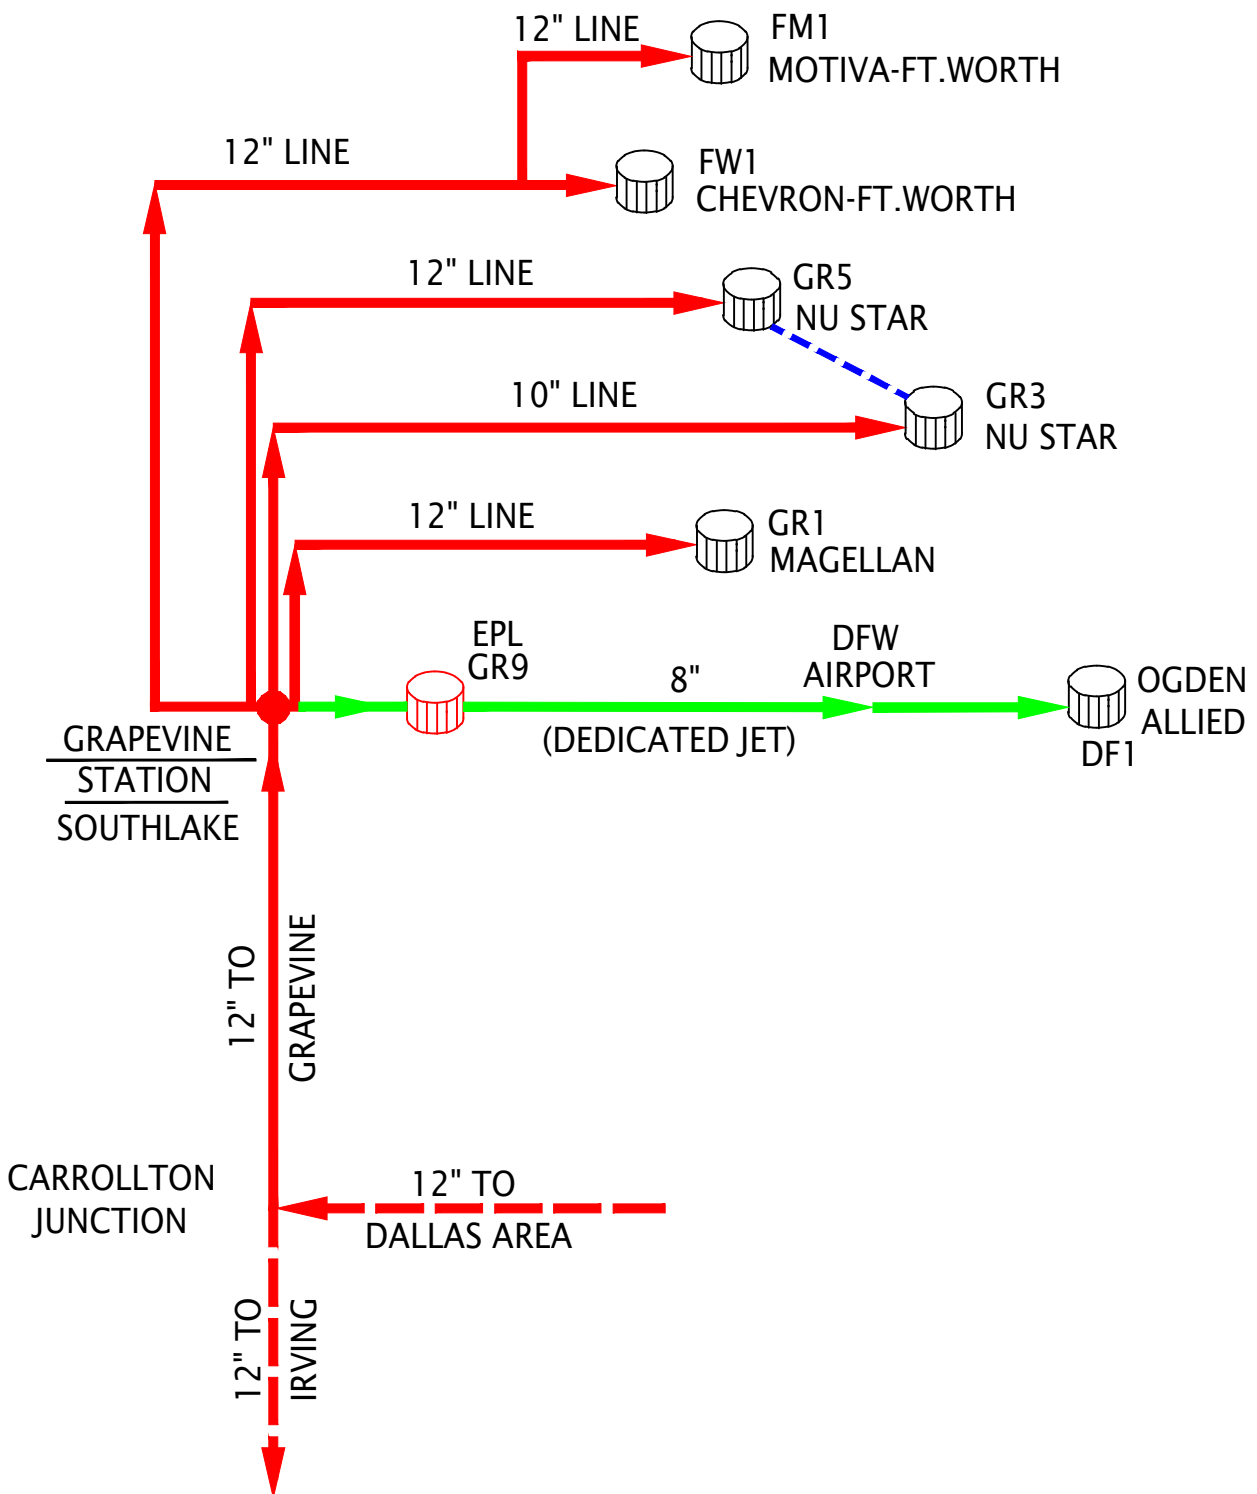 12" LINE
FM1
MOTIVA-FT.WORTH
12" LINE
FW1
CHEVRON-FT.WORTH
12" LINE
GR5
NU STAR
10" LINE
GR3
NU STAR
12" LINE
GR1
MAGELLAN
EPL
GR9
8"
(DEDICATED JET)
DFW
AIRPORT
OGDEN
ALLIED
DF1
GRAPEVINE
STATION
SOUTHLAKE
12" TO
GRAPEVINE
CARROLLTON
JUNCTION
12" TO
DALLAS AREA
12" TO
IRVING